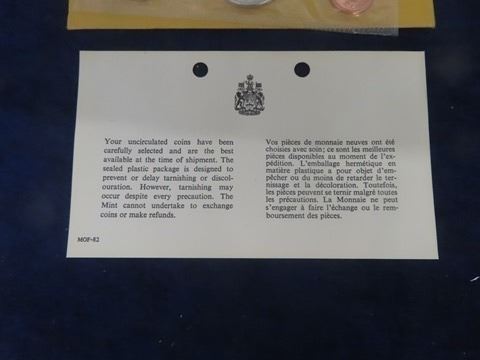 Your uncirculated coins have been
carefully selected and are the best
available at the time of shipment. The
sealed plastic package is designed to
prevent or delay tarnishing or discol-
ouration. However, tarnishing may
occur despite every precaution. The
Mint cannot undertake to exchange
coins or make refunds.
Vos pièces de monnaie neuves ont été
choisies avec soin; ce sont les meilleures
pièces disponibles au moment de l'ex-
pédition. L'emballage hermétique en
matière plastique a pour objet d'em-
pêcher ou du moins de retarder le ter-
nissage et la décoloration. Toutefois,
les pièces peuvent se ternir malgré toutes
les précautions. La Monnaie ne peut
s'engager à faire l'échange ou le rem-
boursement des pièces.
MOF-82